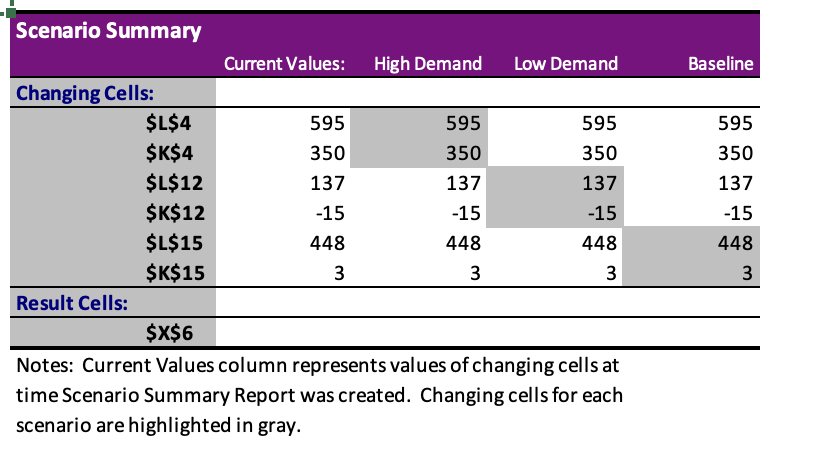 Scenario Summary
Current Values: High Demand Low Demand Baseline
Changing Cells:
$L$4 595 595 595 595
$K$4 350 350 350 350
$L$12 137 137 137 137
$K$12 -15 -15 -15 -15
$L$15 448 448 448 448
$K$15 3 3 3 3
Result Cells:
$X$6
Notes: Current Values column represents values of changing cells at
time Scenario Summary Report was created. Changing cells for each
scenario are highlighted in gray.